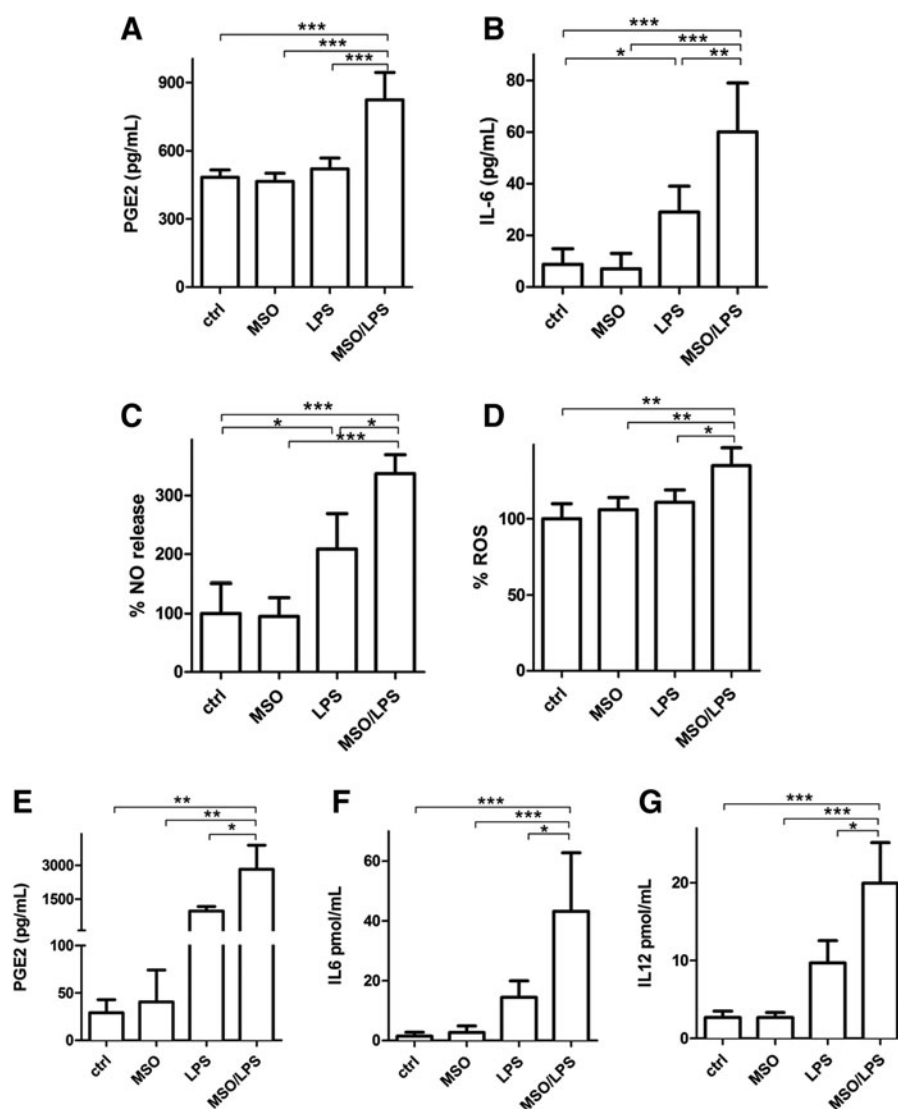 A
***
***
***
PGE2 (pg/mL)
900
600
300
0
ctrl
MSO
LPS
MSO/LPS
B
***
***
* **
IL-6 (pg/mL)
80
60
40
20
0
ctrl
MSO
LPS
MSO/LPS
C
***
* *
***
% NO release
300
200
100
0
ctrl
MSO
LPS
MSO/LPS
D
**
**
*
% ROS
100
0
ctrl
MSO
LPS
MSO/LPS
E
**
**
*
PGE2 (pg/mL)
3000
1500
100
50
0
ctrl
MSO
LPS
MSO/LPS
F
***
***
*
IL6 pmol/mL
60
40
20
0
ctrl
MSO
LPS
MSO/LPS
G
***
***
*
IL12 pmol/mL
20
10
0
ctrl
MSO
LPS
MSO/LPS